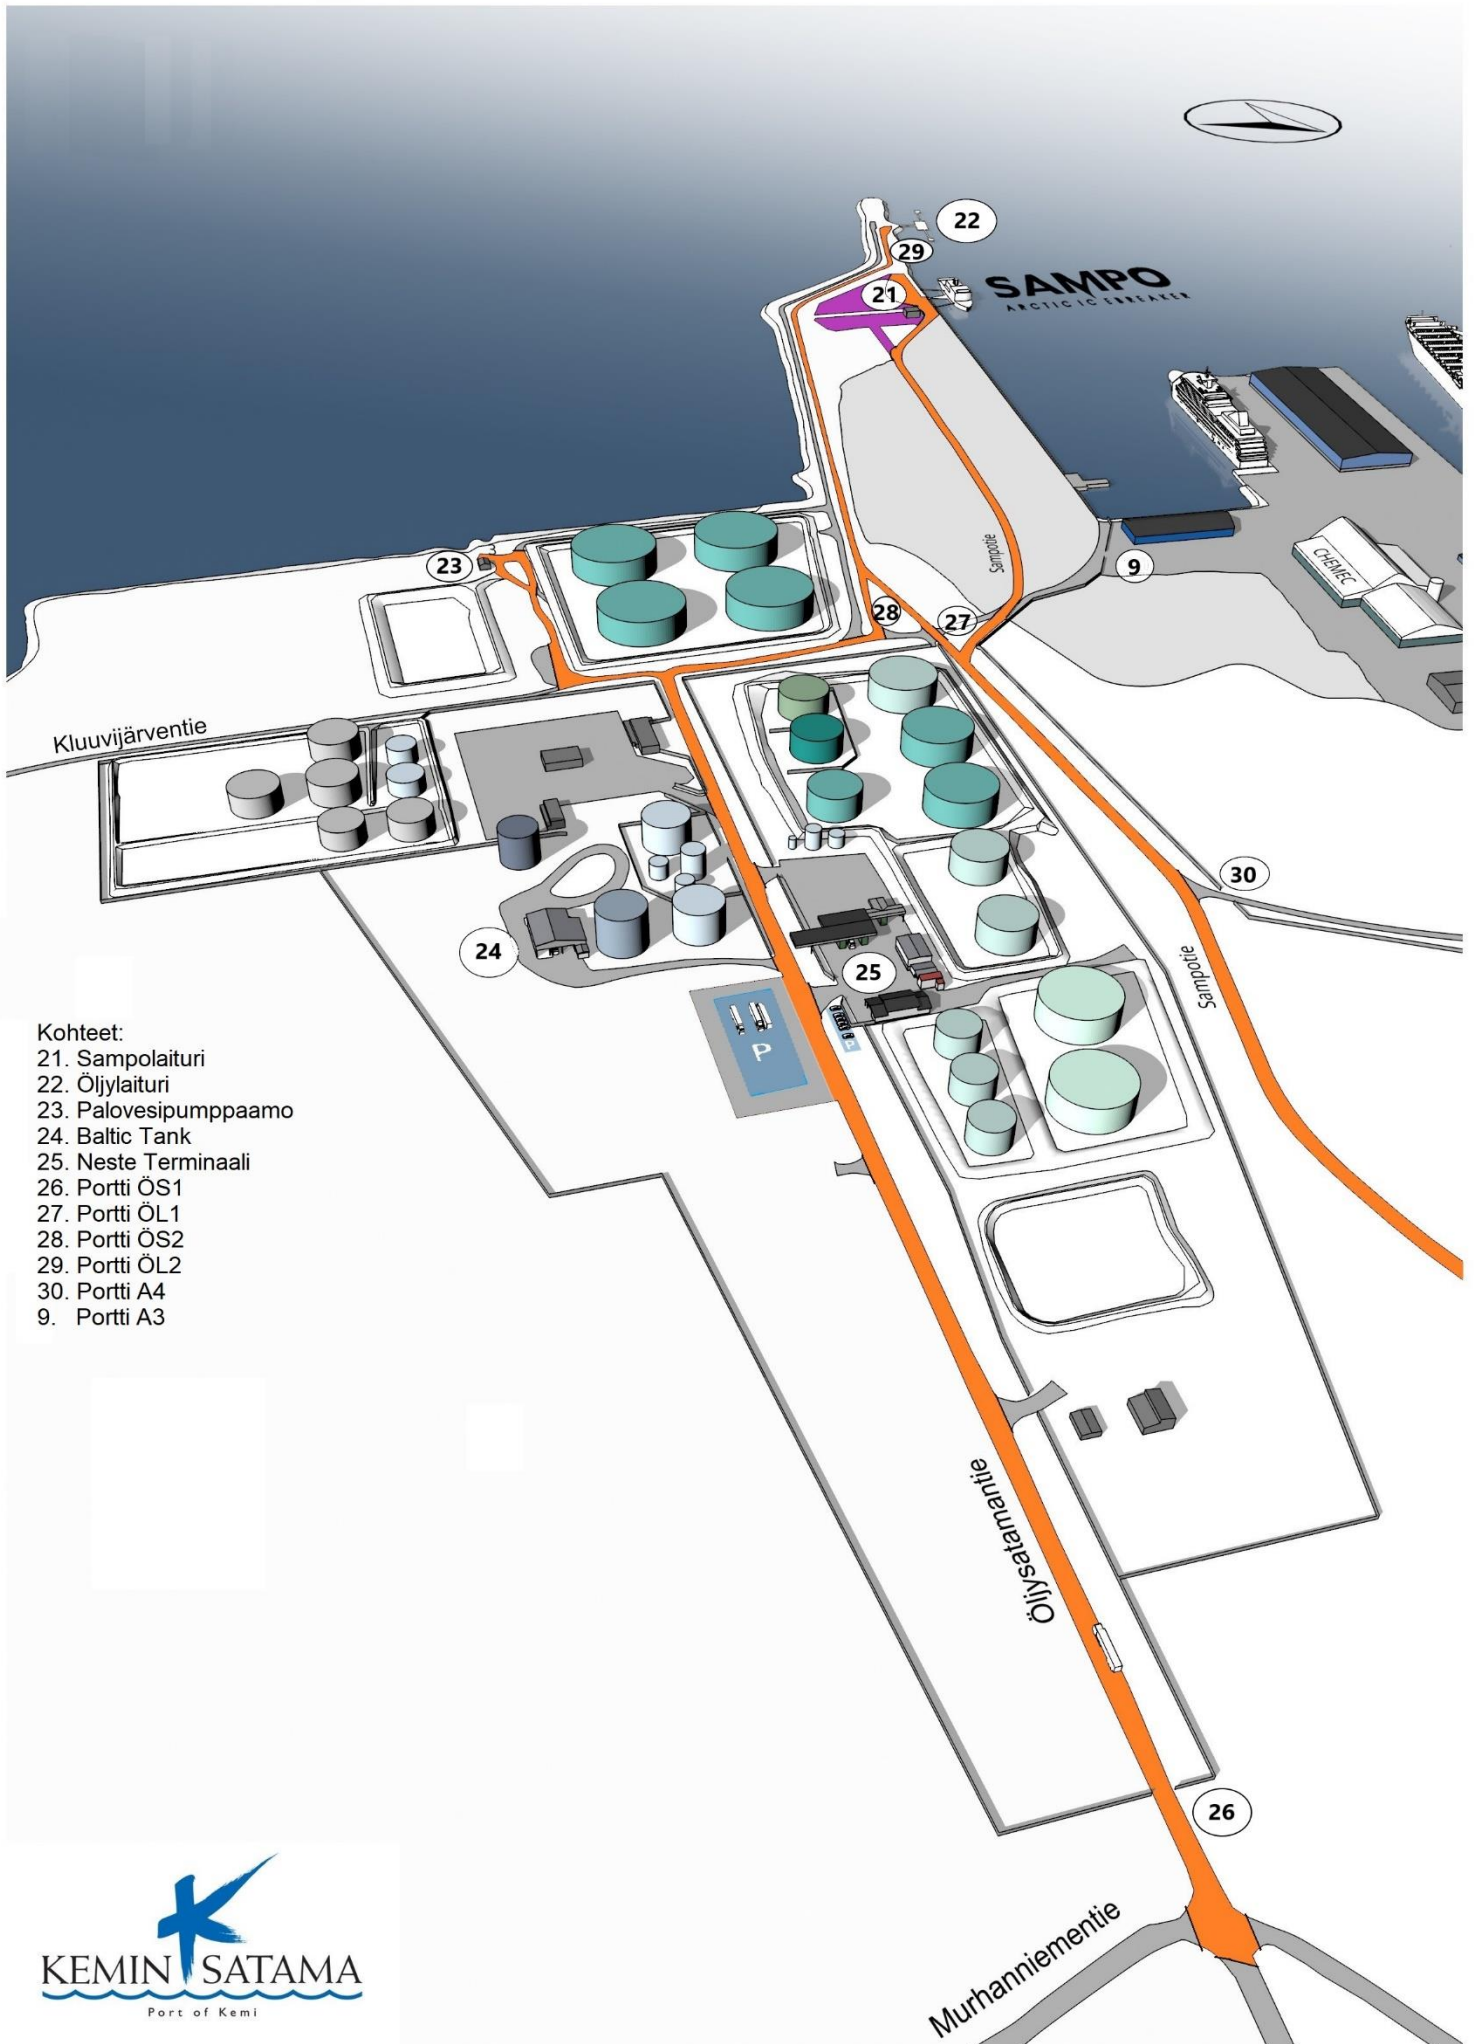 22
29
21
SAMPO
ARCTIC ICEBREAKER
Sampotie
CHEMEC
23
9
28
27
Kluuvijärventie
30
24
25
Sampotie
P
P
Kohteet:
21. Sampolaituri
22. Öljylaituri
23. Palovesipumppaamo
24. Baltic Tank
25. Neste Terminaali
26. Portti ÖS1
27. Portti ÖL1
28. Portti ÖS2
29. Portti ÖL2
30. Portti A4
9. Portti A3
Öljysatamantie
26
Murhanniementie
KEMIN SATAMA
Port of Kemi